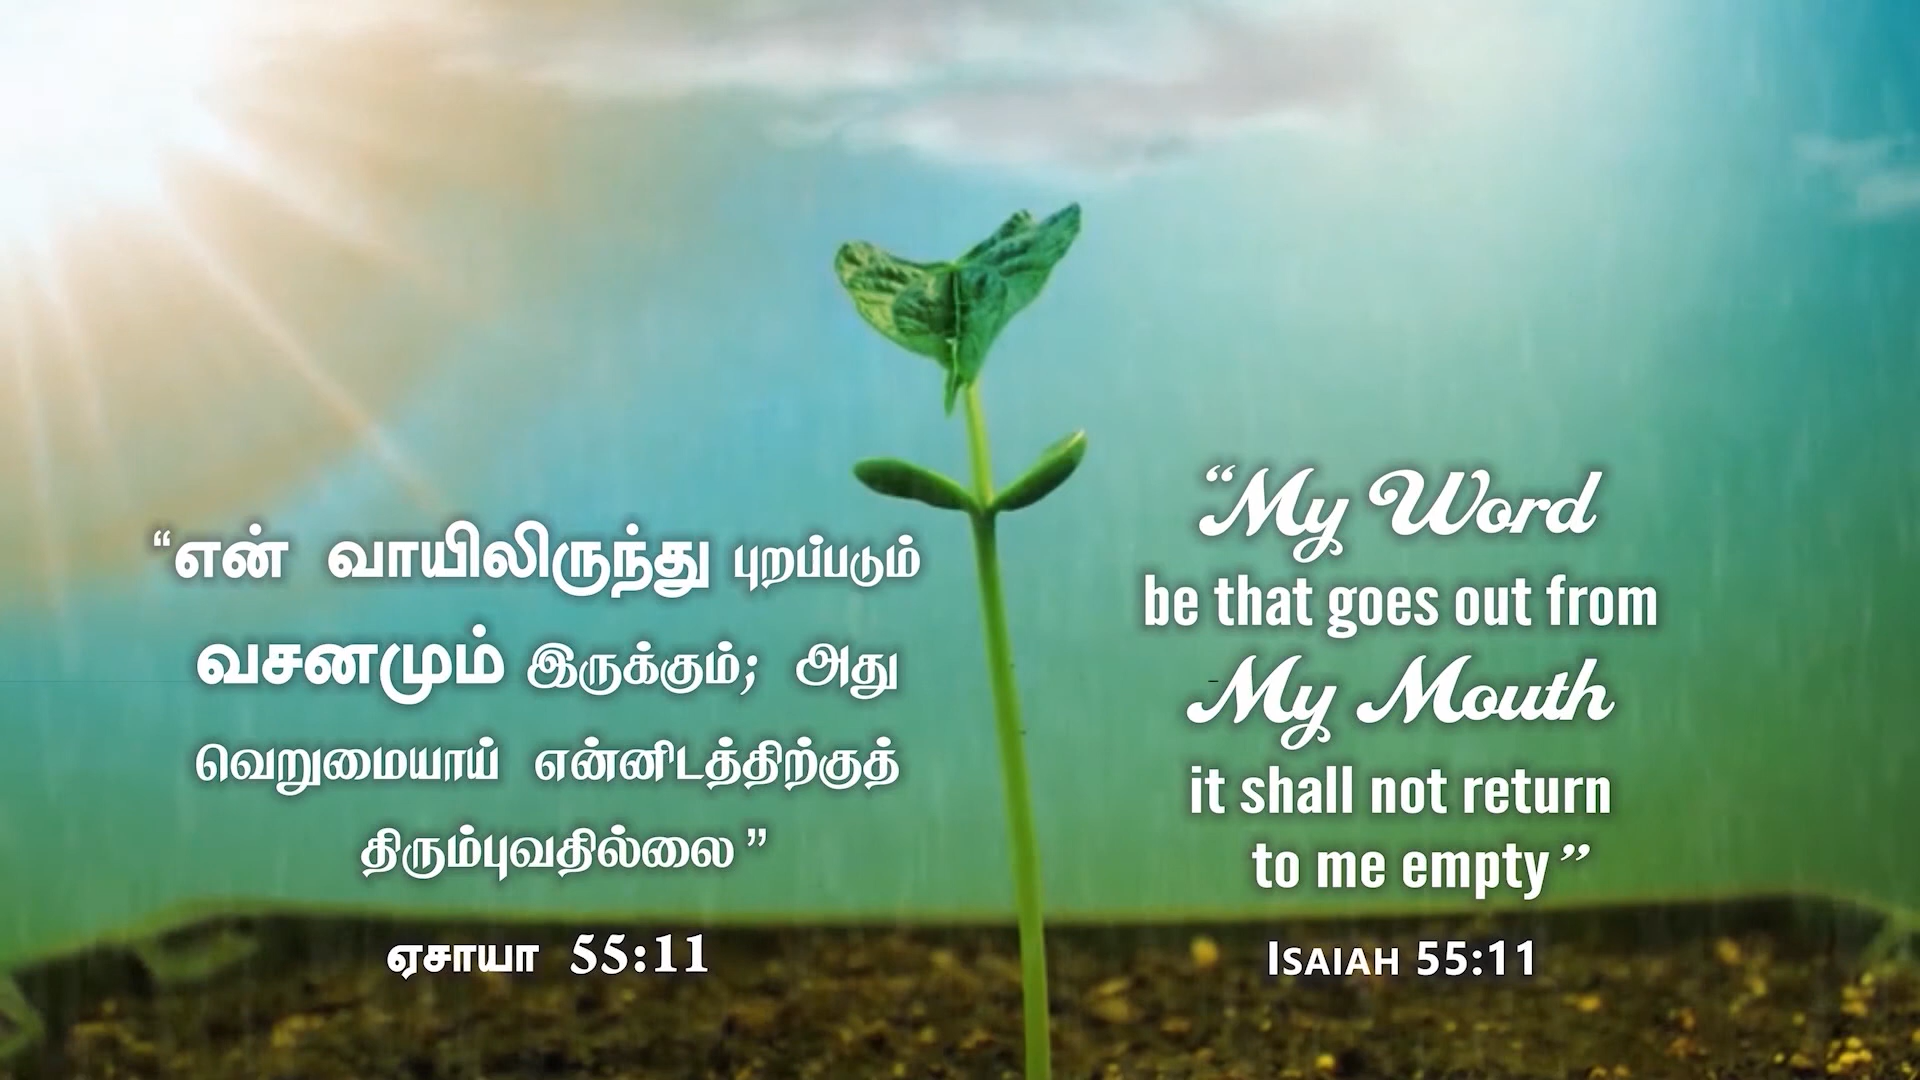 “என் வாயிலிருந்து புறப்படும்
வசனமும் இருக்கும்; அது
வெறுமையாய் என்னிடத்திற்குத்
திரும்புவதில்லை”
ஏசாயா 55:11
“My Word
be that goes out from
My Mouth
it shall not return
to me empty”
ISAIAH 55:11